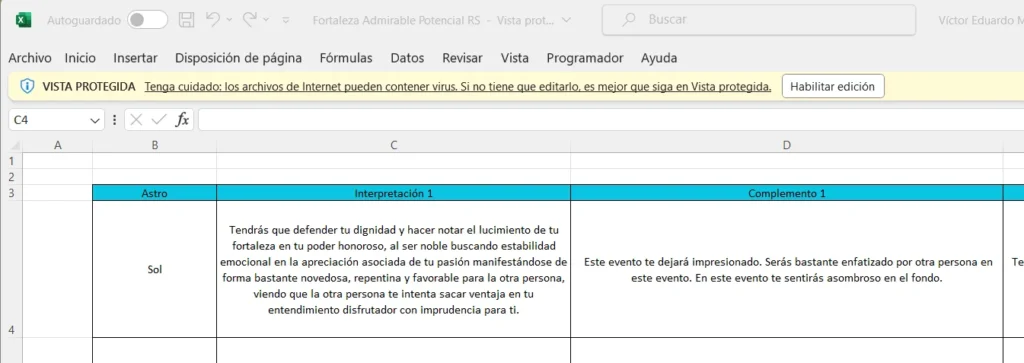 Autoguardado
Fortaleza Admirable Potencial RS - Vista prot...
Buscar
Víctor Eduardo M
Archivo Inicio Insertar Disposición de página Fórmulas Datos Revisar Vista Programador Ayuda
VISTA PROTEGIDA Tenga cuidado: los archivos de Internet pueden contener virus. Si no tiene que editarlo, es mejor que siga en Vista protegida. Habilitar edición
C4 fx
A B C D
1
2
3 Astro Interpretación 1 Complemento 1
Tendrás que defender tu dignidad y hacer notar el lucimiento de tu
fortaleza en tu poder honoroso, al ser noble buscando estabilidad
emocional en la apreciación asociada de tu pasión manifestándose de
forma bastante novedosa, repentina y favorable para la otra persona,
viendo que la otra persona te intenta sacar ventaja en tu
entendimiento disfrutador con imprudencia para ti.
Sol
Este evento te dejará impresionado. Serás bastante enfatizado por otra persona en
este evento. En este evento te sentirás asombroso en el fondo.
Te
4